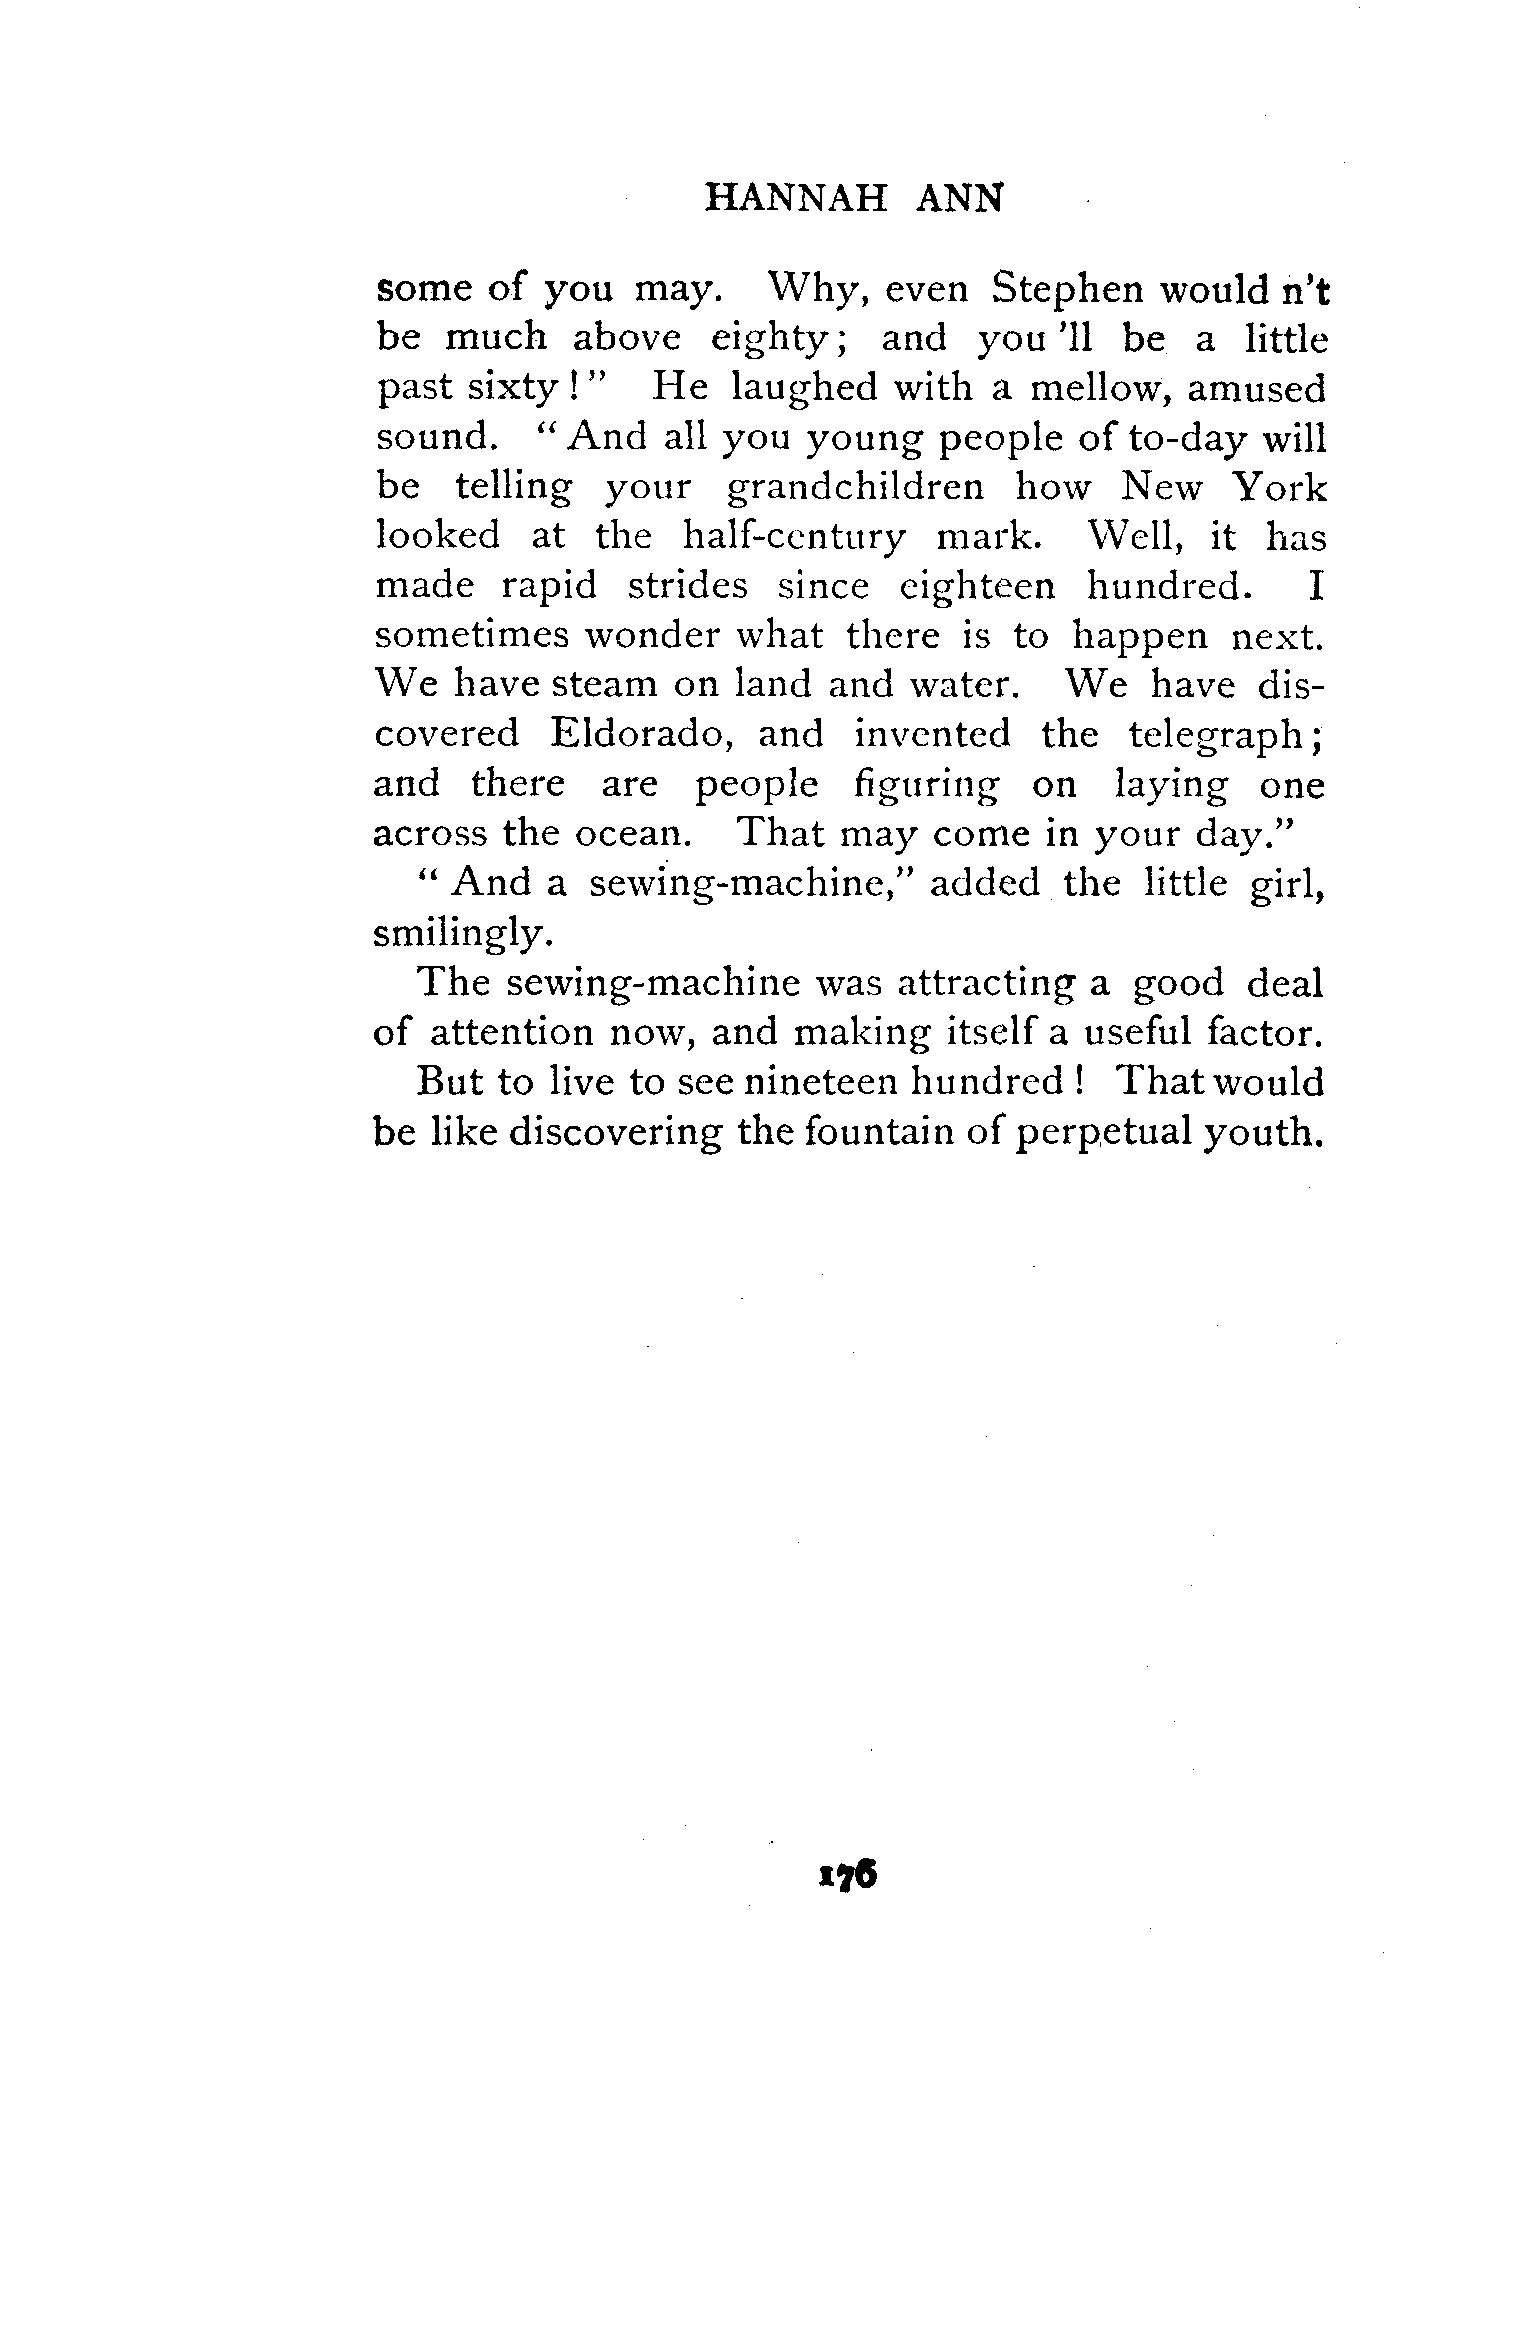 HANNAH ANN
some of you may. Why, even Stephen would n't
be much above eighty; and you 'll be a little
past sixty!" He laughed with a mellow, amused
sound. "And all you young people of to-day will
be telling your grandchildren how New York
looked at the half-century mark. Well, it has
made rapid strides since eighteen hundred. I
sometimes wonder what there is to happen next.
We have steam on land and water. We have dis-
covered Eldorado, and invented the telegraph;
and there are people figuring on laying one
across the ocean. That may come in your day."
"And a sewing-machine," added the little girl,
smilingly.
The sewing-machine was attracting a good deal
of attention now, and making itself a useful factor.
But to live to see nineteen hundred! That would
be like discovering the fountain of perpetual youth.
176